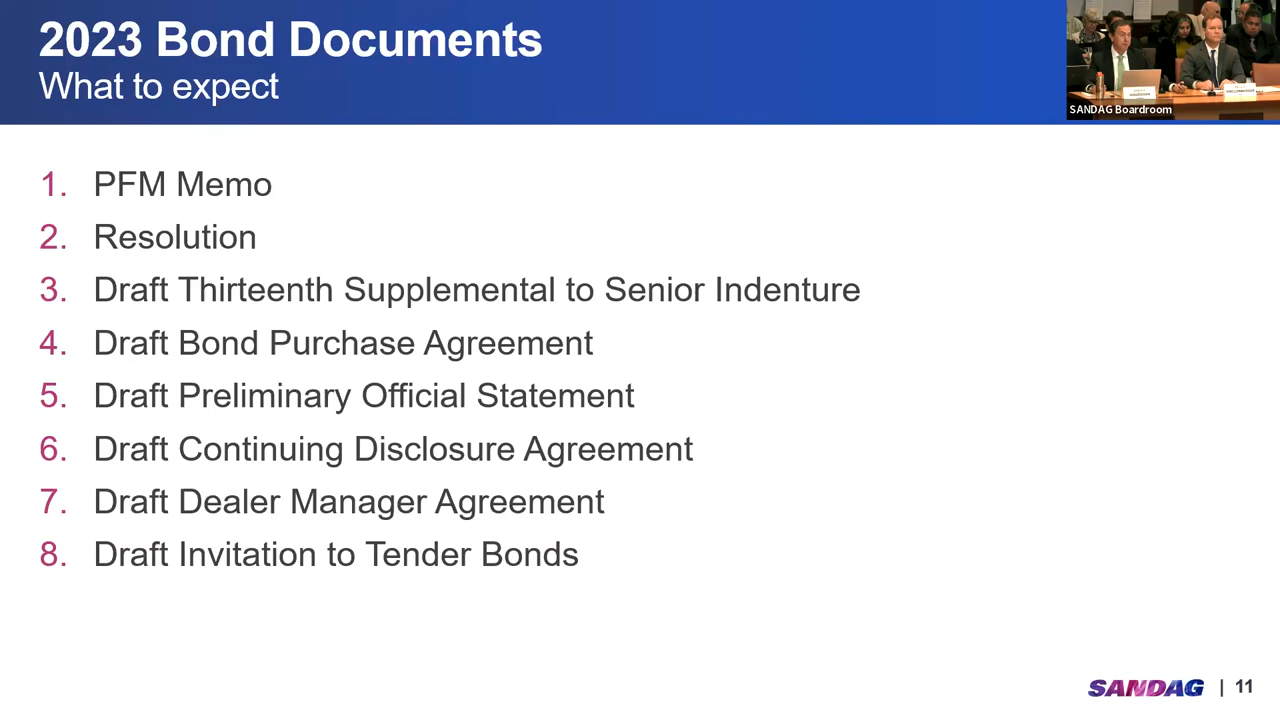 2023 Bond Documents
What to expect
SANDAG Boardroom
1. PFM Memo
2. Resolution
3. Draft Thirteenth Supplemental to Senior Indenture
4. Draft Bond Purchase Agreement
5. Draft Preliminary Official Statement
6. Draft Continuing Disclosure Agreement
7. Draft Dealer Manager Agreement
8. Draft Invitation to Tender Bonds
SANDAG | 11